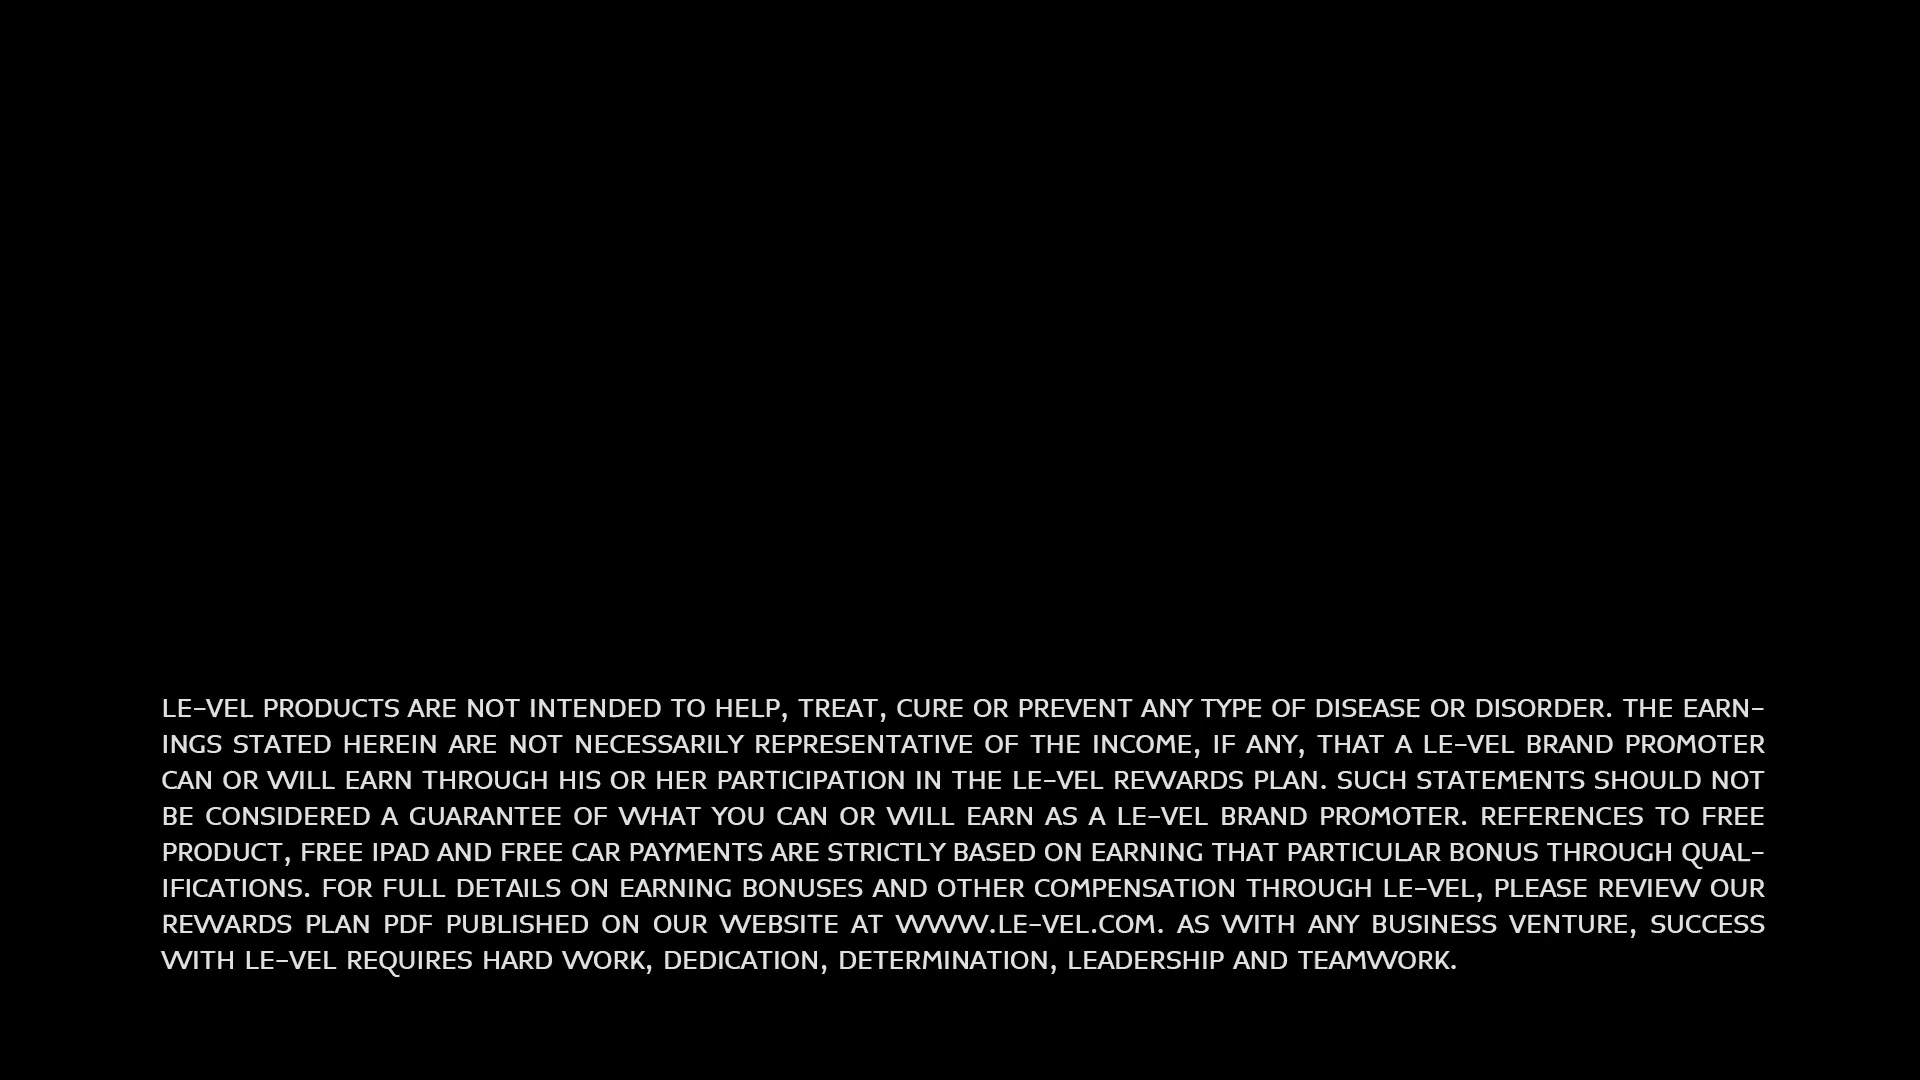 LE-VEL PRODUCTS ARE NOT INTENDED TO HELP, TREAT, CURE OR PREVENT ANY TYPE OF DISEASE OR DISORDER. THE EARN-
INGS STATED HEREIN ARE NOT NECESSARILY REPRESENTATIVE OF THE INCOME, IF ANY, THAT A LE-VEL BRAND PROMOTER
CAN OR WILL EARN THROUGH HIS OR HER PARTICIPATION IN THE LE-VEL REWARDS PLAN. SUCH STATEMENTS SHOULD NOT
BE CONSIDERED A GUARANTEE OF WHAT YOU CAN OR WILL EARN AS A LE-VEL BRAND PROMOTER. REFERENCES TO FREE
PRODUCT, FREE IPAD AND FREE CAR PAYMENTS ARE STRICTLY BASED ON EARNING THAT PARTICULAR BONUS THROUGH QUAL-
IFICATIONS. FOR FULL DETAILS ON EARNING BONUSES AND OTHER COMPENSATION THROUGH LE-VEL, PLEASE REVIEW OUR
REWARDS PLAN PDF PUBLISHED ON OUR WEBSITE AT WWW.LE-VEL.COM. AS WITH ANY BUSINESS VENTURE, SUCCESS
WITH LE-VEL REQUIRES HARD WORK, DEDICATION, DETERMINATION, LEADERSHIP AND TEAMWORK.